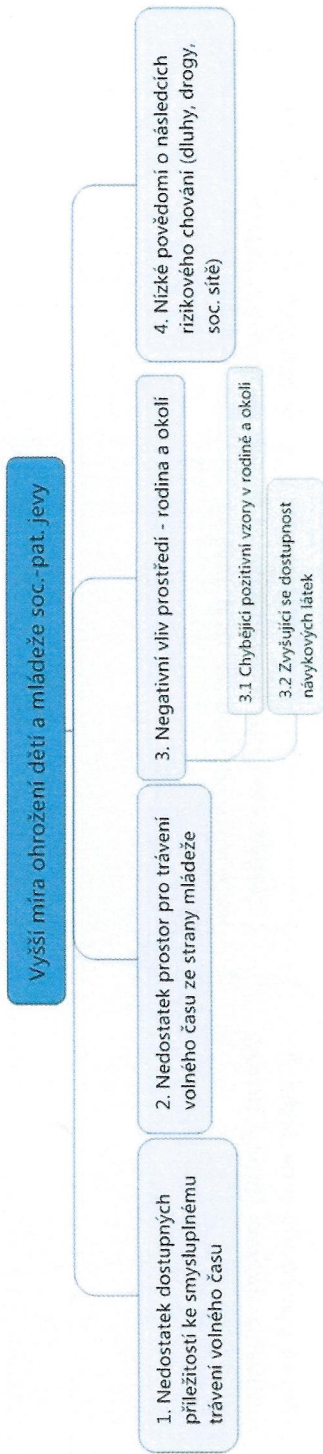 Vyšší míra ohrožení dětí a mládeže soc.-pat. jevy
1. Nedostatek dostupných
příležitostí ke smysluplnému
trávení volného času
2. Nedostatek prostor pro trávení
volného času ze strany mládeže
3. Negativní vliv prostředí - rodina a okolí
3.1 Chybějící pozitivní vzory v rodině a okolí
3.2 Zvyšující se dostupnost
návykových látek
4. Nízké povědomí o následcích
rizikového chování (dluhy, drogy,
soc. sítě)